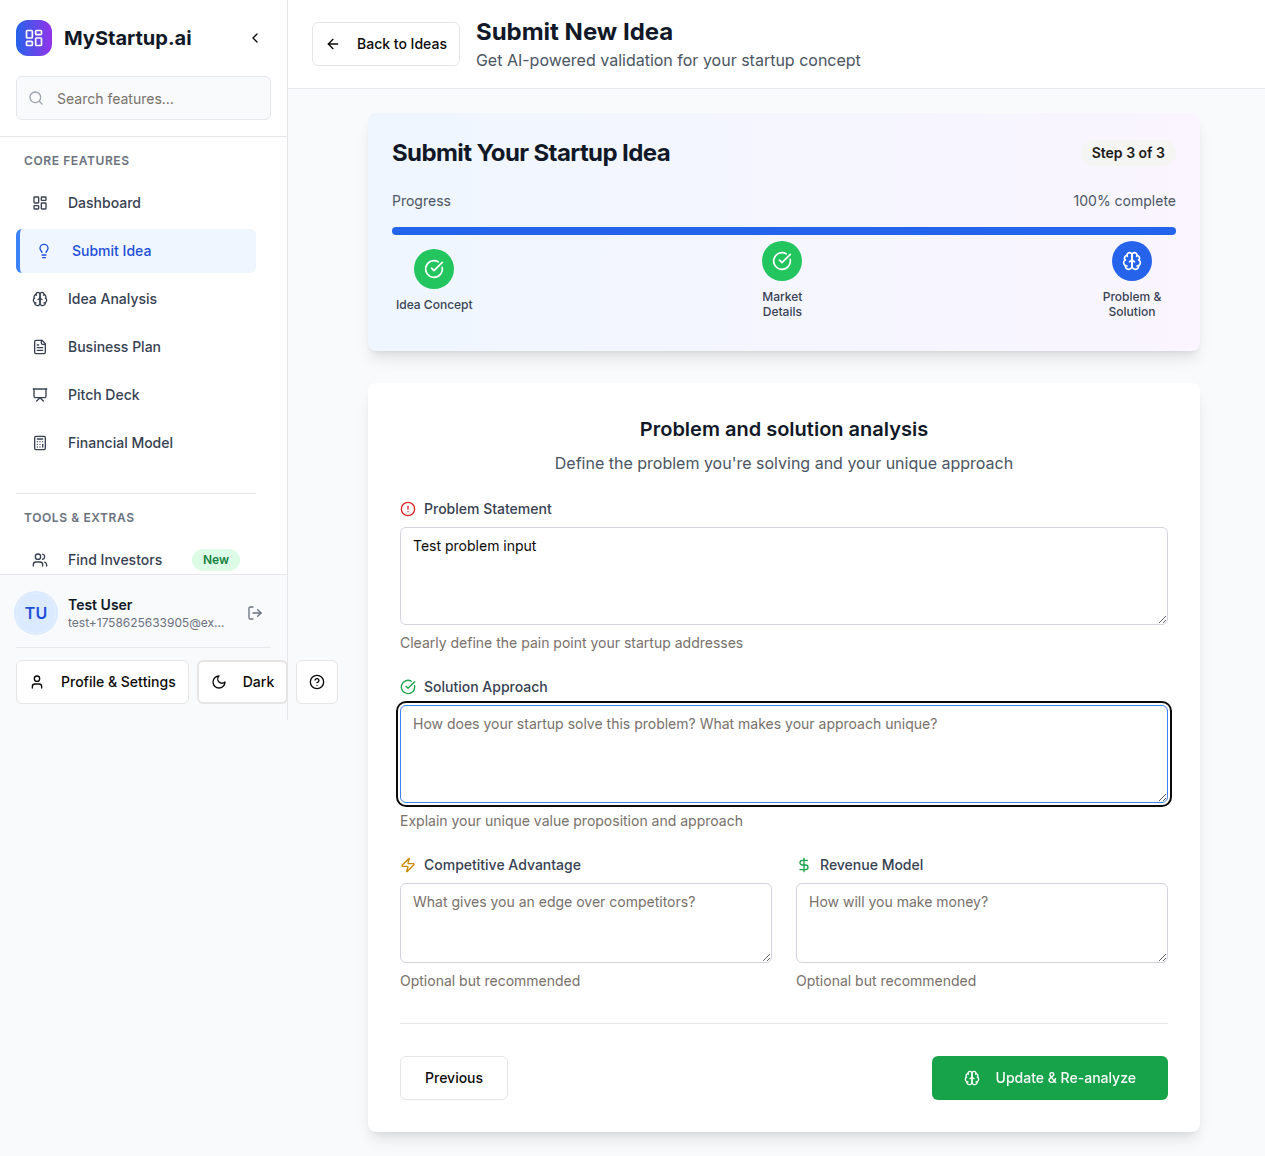 MyStartup.ai
Search features...
CORE FEATURES
Dashboard
Submit Idea
Idea Analysis
Business Plan
Pitch Deck
Financial Model
TOOLS & EXTRAS
Find Investors
New
TU
Test User
test+1758625633905@ex...
Profile & Settings
Dark
Back to Ideas
Submit New Idea
Get AI-powered validation for your startup concept
Submit Your Startup Idea
Step 3 of 3
Progress
100% complete
Idea Concept
Market
Details
Problem &
Solution
Problem and solution analysis
Define the problem you're solving and your unique approach
Problem Statement
Test problem input
Clearly define the pain point your startup addresses
Solution Approach
How does your startup solve this problem? What makes your approach unique?
Explain your unique value proposition and approach
Competitive Advantage
What gives you an edge over competitors?
Optional but recommended
Revenue Model
How will you make money?
Optional but recommended
Previous
Update & Re-analyze